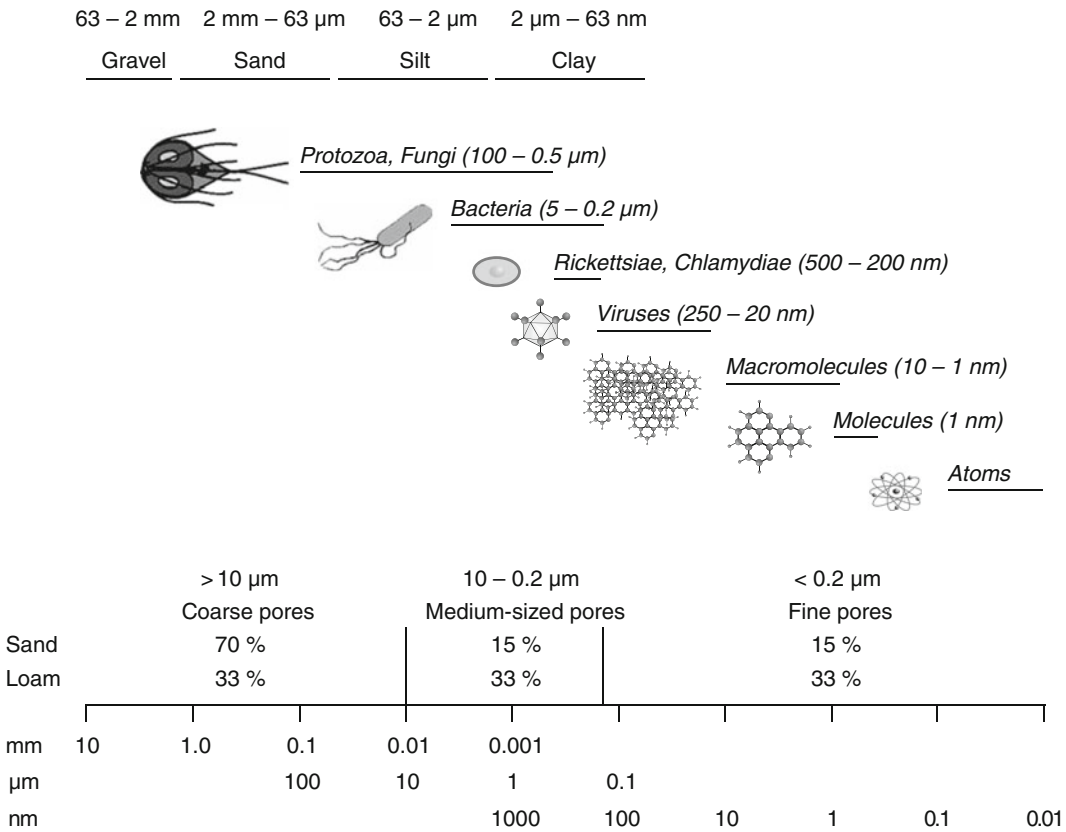 63 – 2 mm 2 mm – 63 µm 63 – 2µm 2 µm – 63 nm
Gravel Sand Silt Clay
Protozoa, Fungi (100 – 0.5 µm)
Bacteria (5 – 0.2 µm)
Rickettsiae, Chlamydiae (500 – 200 nm)
Viruses (250 – 20 nm)
Macromolecules (10 – 1 nm)
Molecules (1 nm)
Atoms
> 10 µm 10 – 0.2 µm < 0.2 µm
Coarse pores Medium-sized pores Fine pores
Sand 70 % 15 % 15 %
Loam 33 % 33 % 33 %
mm 10 1.0 0.1 0.01 0.001
µm 100 10 1 0.1
nm 1000 100 10 1 0.1 0.01